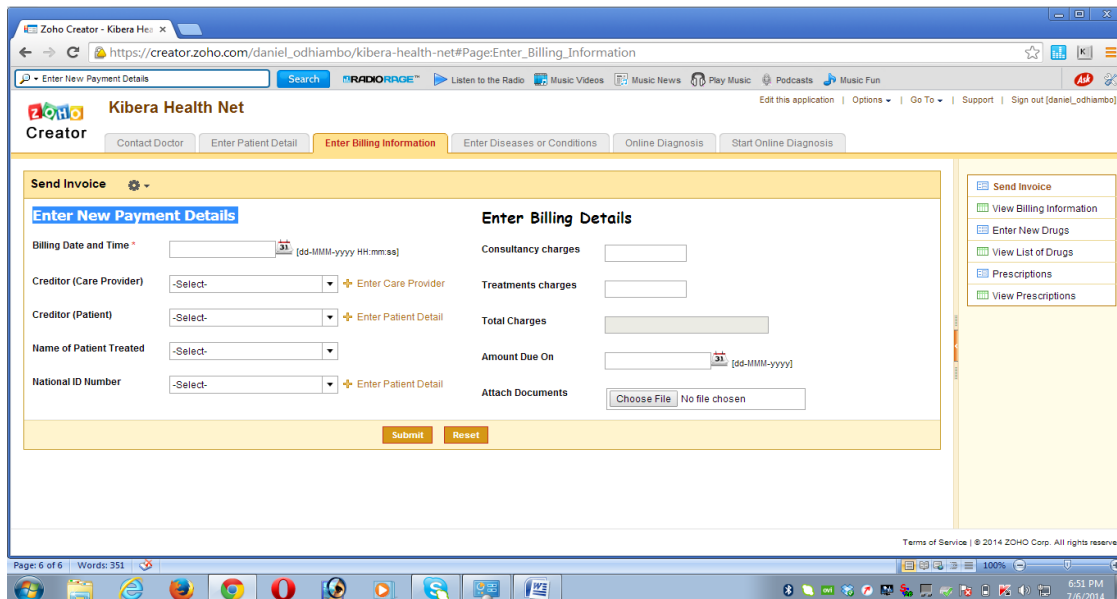 Zoho Creator - Kibera Hea
https://creator.zoho.com/daniel_odhiambo/kibera-health-net#Page:Enter_Billing_Information
Enter New Payment Details Search RADIORAGE™ Listen to the Radio Music Videos Music News Play Music Podcasts Music Fun Ask
ZOHO Creator
Kibera Health Net
Edit this application | Options | Go To | Support | Sign out [daniel_odhiambo]
Contact Doctor Enter Patient Detail Enter Billing Information Enter Diseases or Conditions Online Diagnosis Start Online Diagnosis
Send Invoice
Enter New Payment Details
Billing Date and Time * 31 [dd-MMM-yyyy HH:mm:ss]
Creditor (Care Provider) -Select- Enter Care Provider
Creditor (Patient) -Select- Enter Patient Detail
Name of Patient Treated -Select-
National ID Number -Select- Enter Patient Detail
Enter Billing Details
Consultancy charges
Treatments charges
Total Charges
Amount Due On 31 [dd-MMM-yyyy]
Attach Documents Choose File No file chosen
Submit Reset
Send Invoice
View Billing Information
Enter New Drugs
View List of Drugs
Prescriptions
View Prescriptions
Terms of Service | © 2014 ZOHO Corp. All rights reserve
Page: 6 of 6 Words: 351 100%
6:51 PM
7/6/2014